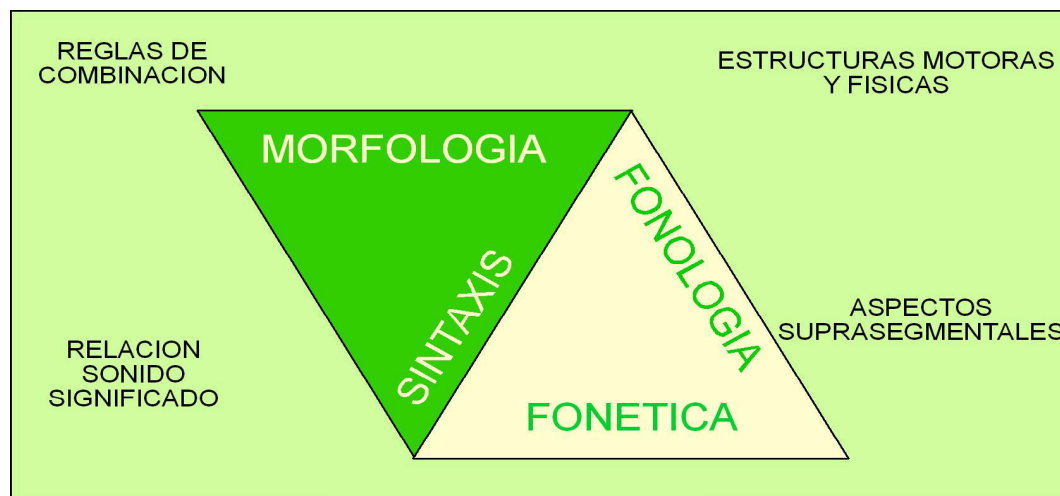 REGLAS DE
COMBINACION
ESTRUCTURAS MOTORAS
Y FISICAS
MORFOLOGIA
FONOLOGIA
SINTAXIS
ASPECTOS
SUPRASEGMENTALES
RELACION
SONIDO
SIGNIFICADO
FONETICA